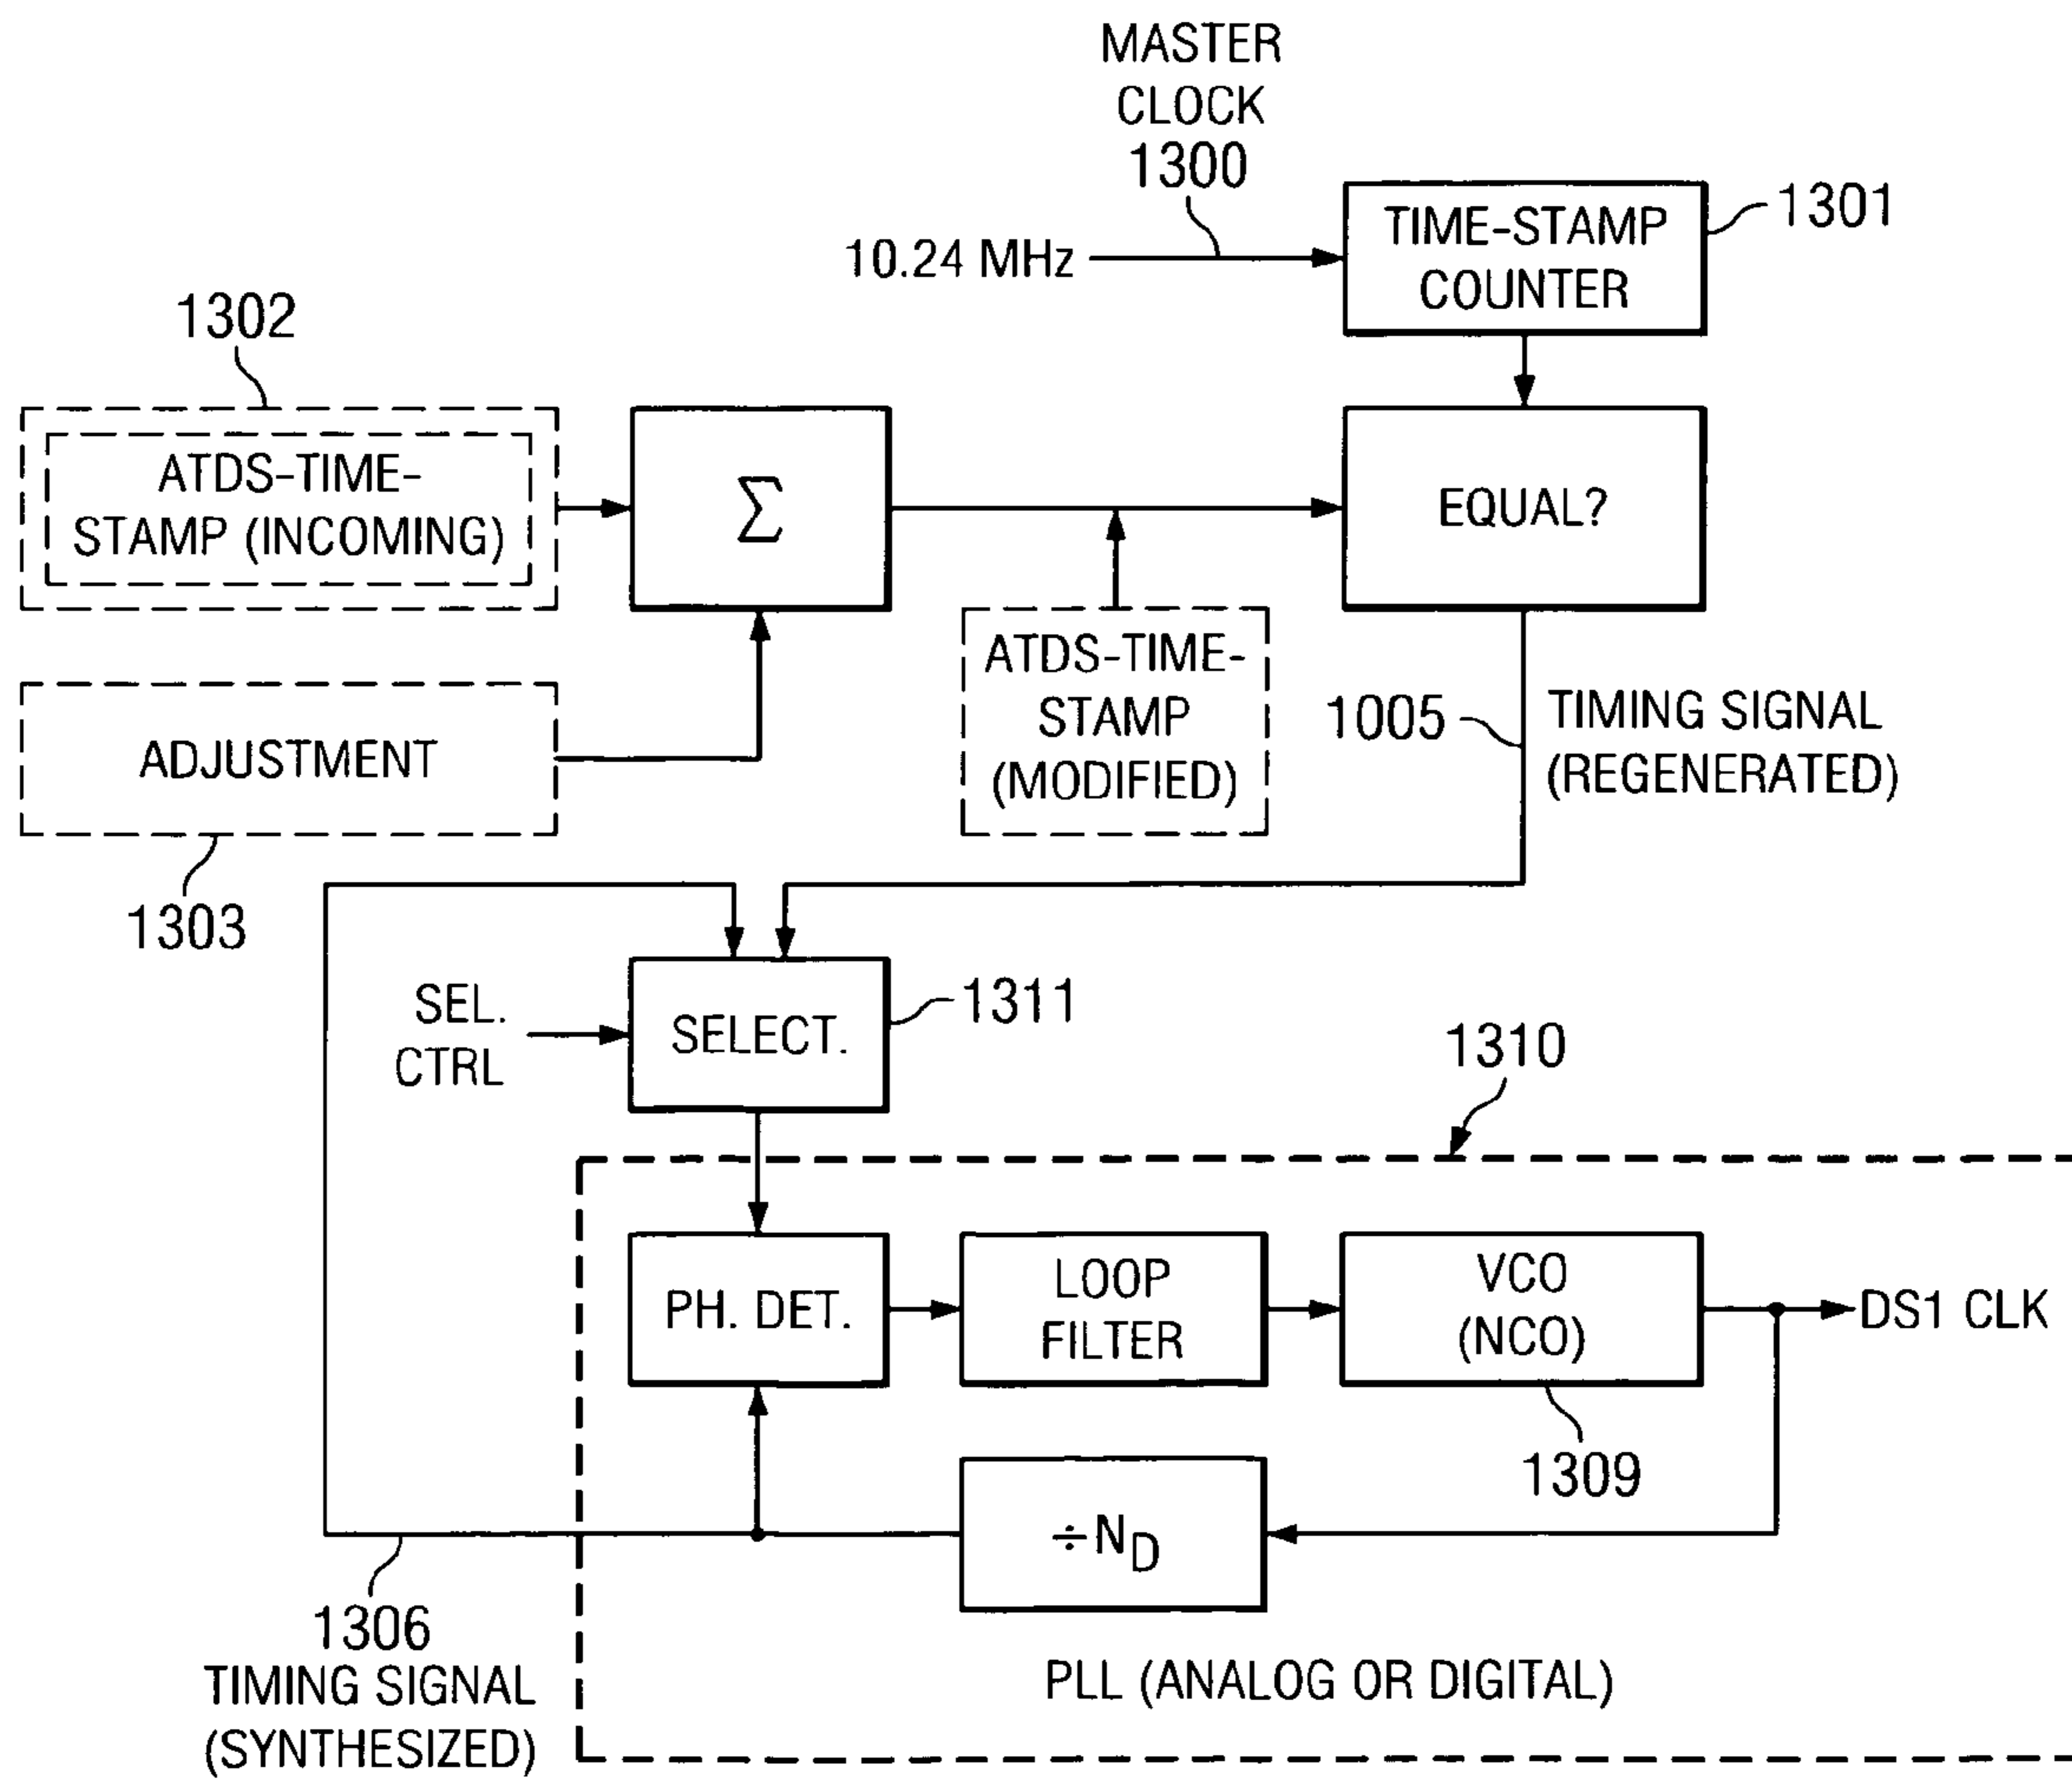 MASTER
CLOCK
1300
10.24 MHz
TIME-STAMP
COUNTER
1301
1302
ATDS-TIME-
STAMP (INCOMING)
Σ
EQUAL?
ADJUSTMENT
1303
ATDS-TIME-
STAMP
(MODIFIED)
1005
TIMING SIGNAL
(REGENERATED)
SEL.
CTRL
SELECT.
1311
1310
PH. DET.
LOOP
FILTER
VCO
(NCO)
DS1 CLK
1309
÷ND
1306
TIMING SIGNAL
(SYNTHESIZED)
PLL (ANALOG OR DIGITAL)